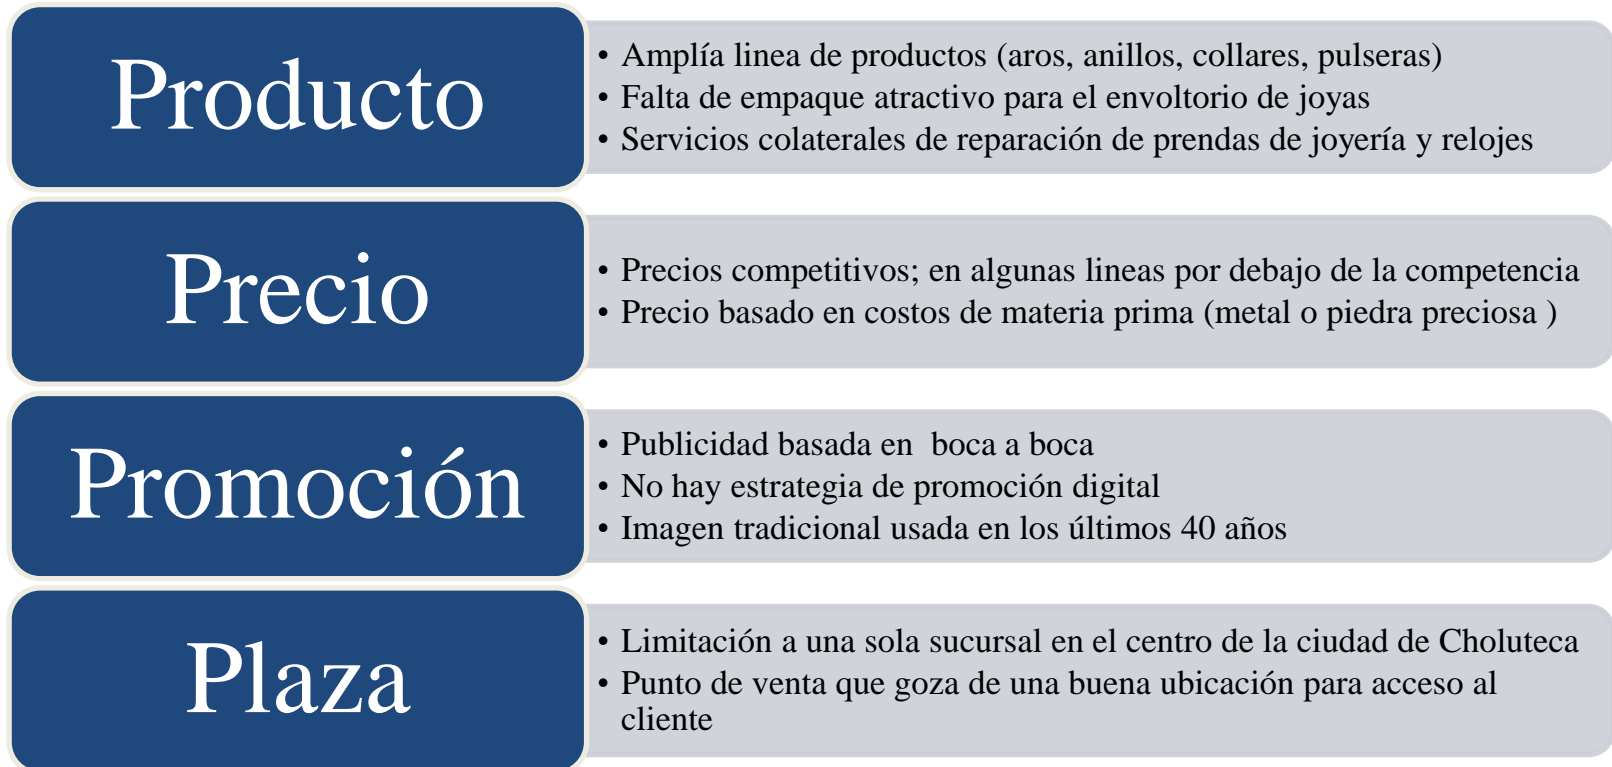 Producto
• Amplía linea de productos (aros, anillos, collares, pulseras)
• Falta de empaque atractivo para el envoltorio de joyas
• Servicios colaterales de reparación de prendas de joyería y relojes
Precio
• Precios competitivos; en algunas lineas por debajo de la competencia
• Precio basado en costos de materia prima (metal o piedra preciosa )
Promoción
• Publicidad basada en  boca a boca
• No hay estrategia de promoción digital
• Imagen tradicional usada en los últimos 40 años
Plaza
• Limitación a una sola sucursal en el centro de la ciudad de Choluteca
• Punto de venta que goza de una buena ubicación para acceso al
cliente